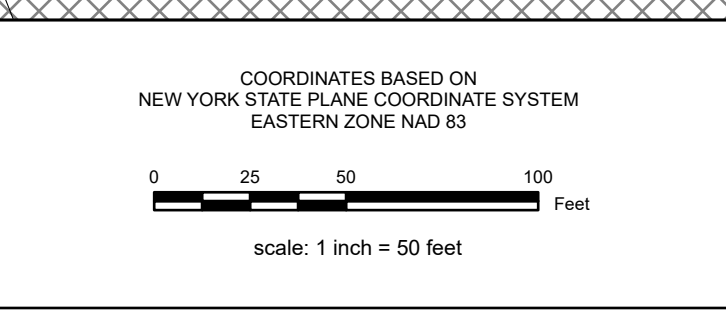 COORDINATES BASED ON
NEW YORK STATE PLANE COORDINATE SYSTEM
EASTERN ZONE NAD 83
0 25 50 100
Feet
scale: 1 inch = 50 feet